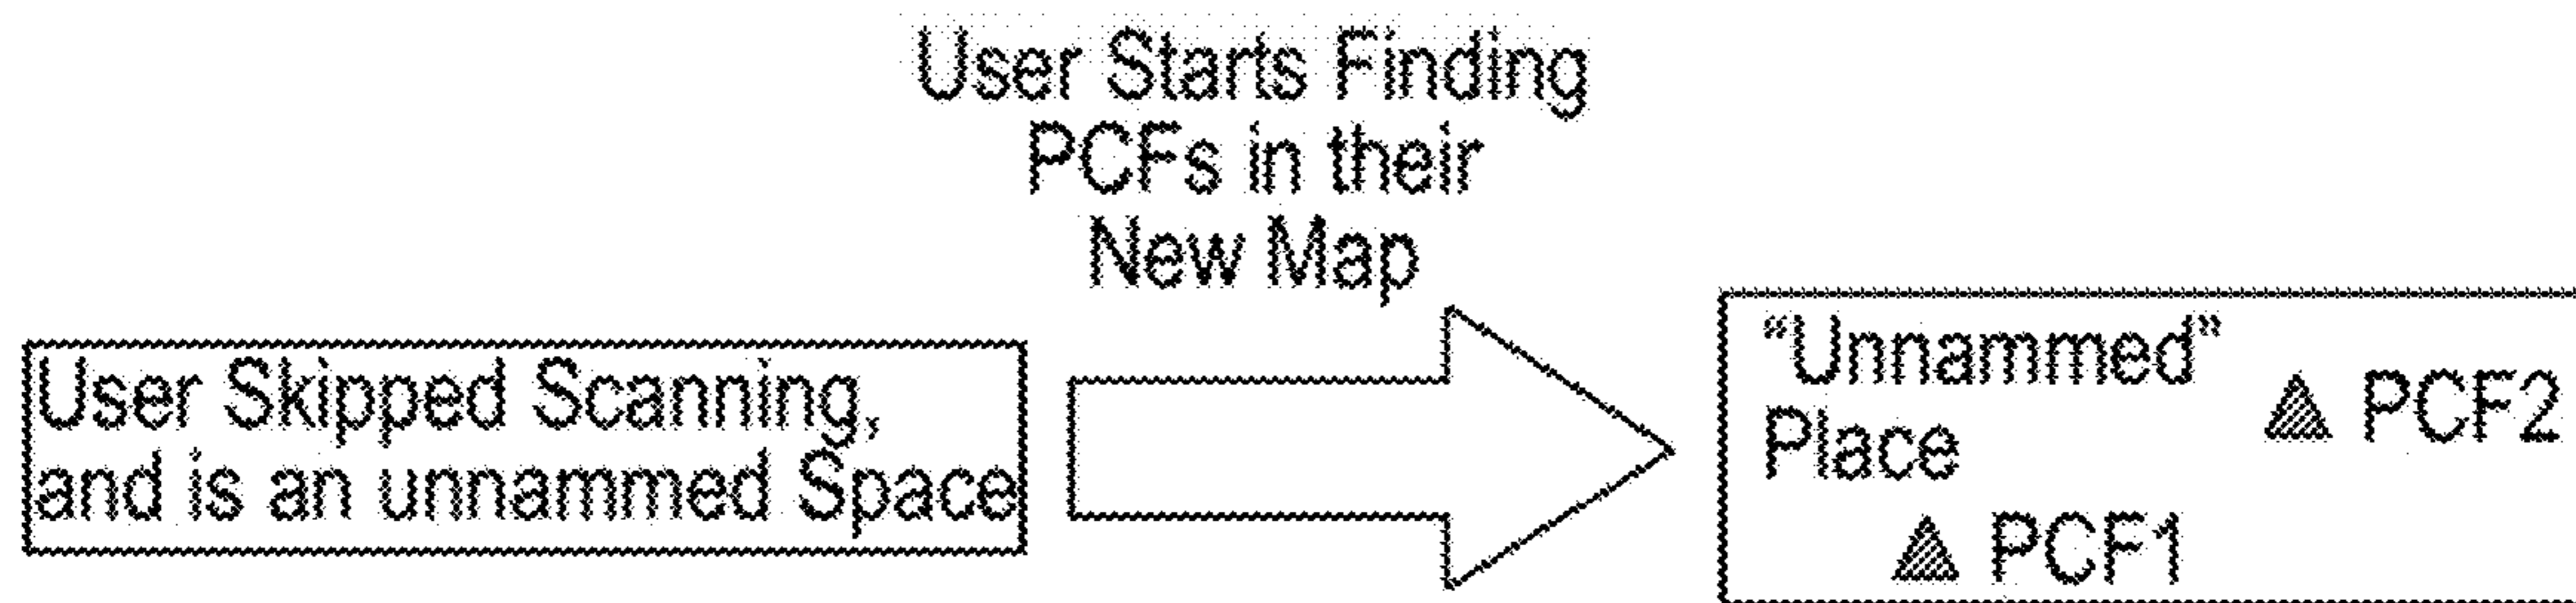 User Starts Finding
PCFs in their
New Map
User Skipped Scanning,
and is an unnammed Space
“Unnammed”
Place
PCF2
PCF1